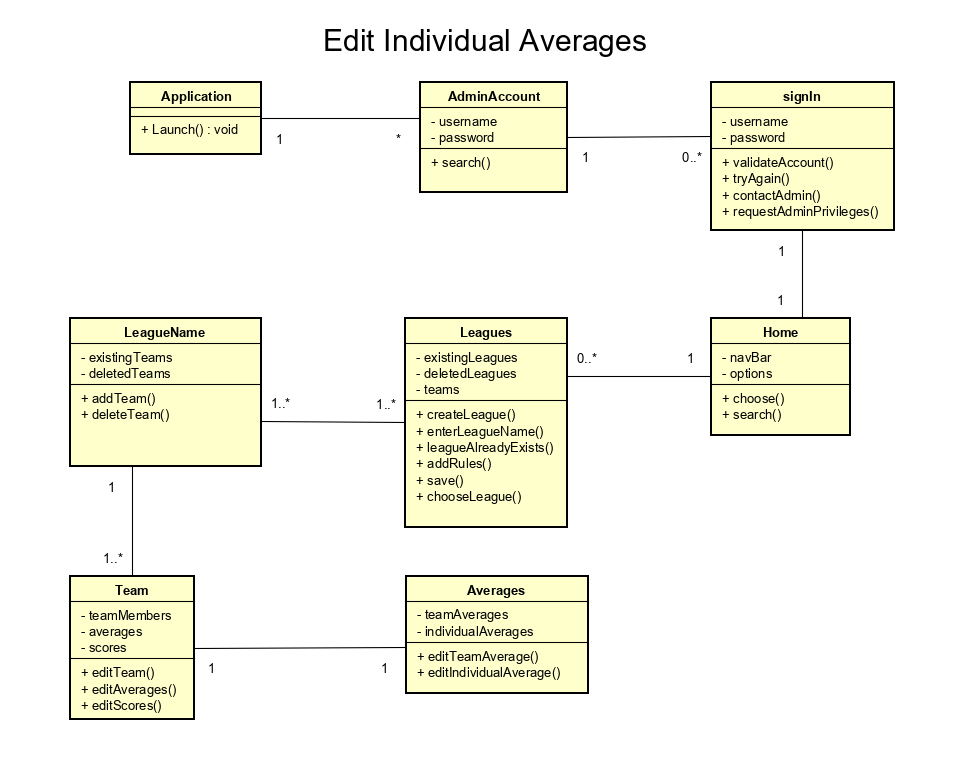 Edit Individual Averages
Application
+ Launch() : void
1
*
AdminAccount
- username
- password
+ search()
1
0..*
signIn
- username
- password
+ validateAccount()
+ tryAgain()
+ contactAdmin()
+ requestAdminPrivileges()
1
1
LeagueName
- existingTeams
- deletedTeams
+ addTeam()
+ deleteTeam()
1..*
1..*
Leagues
- existingLeagues
- deletedLeagues
- teams
+ createLeague()
+ enterLeagueName()
+ leagueAlreadyExists()
+ addRules()
+ save()
+ chooseLeague()
0..*
1
Home
- navBar
- options
+ choose()
+ search()
1
1..*
Team
- teamMembers
- averages
- scores
+ editTeam()
+ editAverages()
+ editScores()
1
1
Averages
- teamAverages
- individualAverages
+ editTeamAverage()
+ editIndividualAverage()